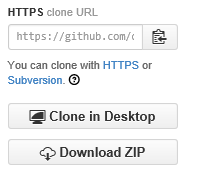 HTTPS clone URL
https://github.com/
You can clone with HTTPS or
Subversion. ?
Clone in Desktop
Download ZIP